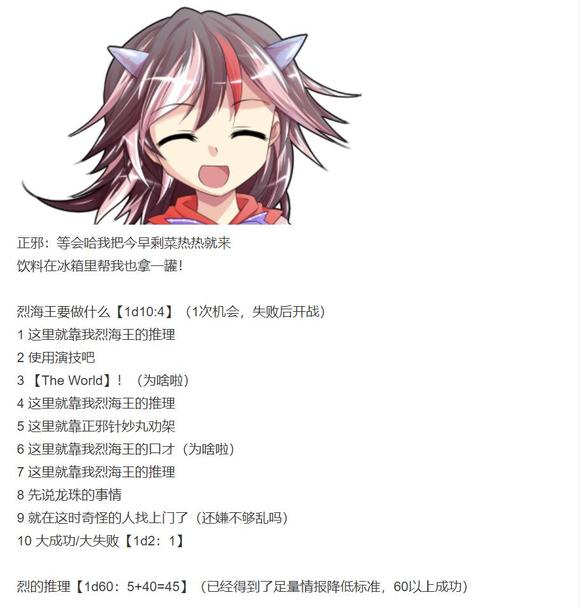 正邪：等会哈我把今早剩菜热热就来
饮料在冰箱里帮我也拿一罐！
烈海王要做什么【1d10:4】（1次机会，失败后开战）
1 这里就靠我烈海王的推理
2 使用演技吧
3 【The World】！（为啥啦）
4 这里就靠我烈海王的推理
5 这里就靠正邪针妙丸劝架
6 这里就靠我烈海王的口才（为啥啦）
7 这里就靠我烈海王的推理
8 先说龙珠的事情
9 就在这时奇怪的人找上门了（还嫌不够乱吗）
10 大成功/大失败【1d2：1】
烈的推理【1d60：5+40=45】（已经得到了足量情报降低标准，60以上成功）